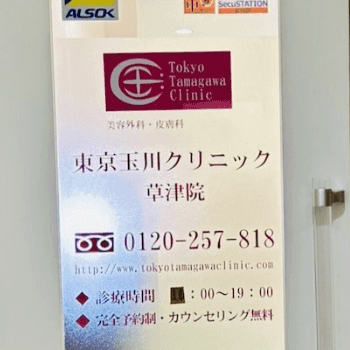 ALSOK
SecuSTATION
Tokyo
Tamagawa
Clinic
美容外科・皮膚科
東京玉川クリニック
草津院
0120-257-818
http://www.tokyotamagawaclinic.com
◆ 診療時間 :00〜19:00
◆ 完全予約制・カウンセリング無料